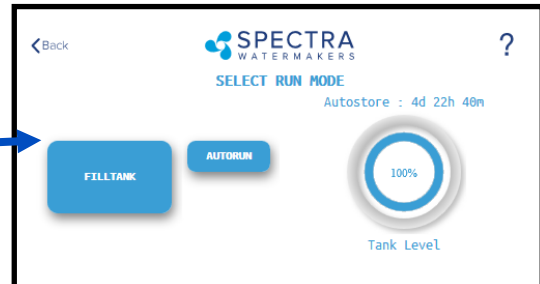 Back
SPECTRA
WATERMAKERS
?
SELECT RUN MODE
Autostore : 4d 22h 40m
FILLTANK
AUTORUN
100%
Tank Level